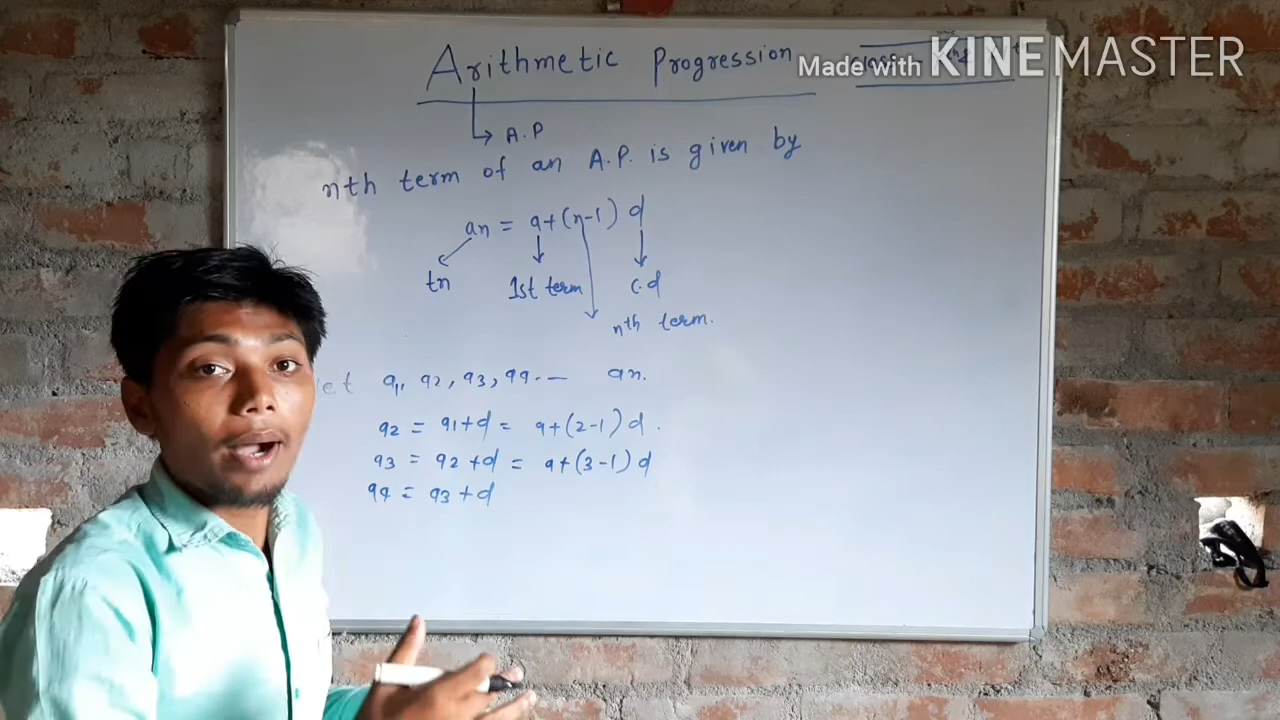 Arithmetic Progression
Made with KINEMASTER
A.P
nth term of an A.P. is given by
an = a+(n-1) d
tn 1st term c.d
nth term.
et a1, a2, a3, a4.- — an.
a2 = a1+d = a+(2-1) d.
a3 = a2+d = a+(3-1) d
a4 = a3+d